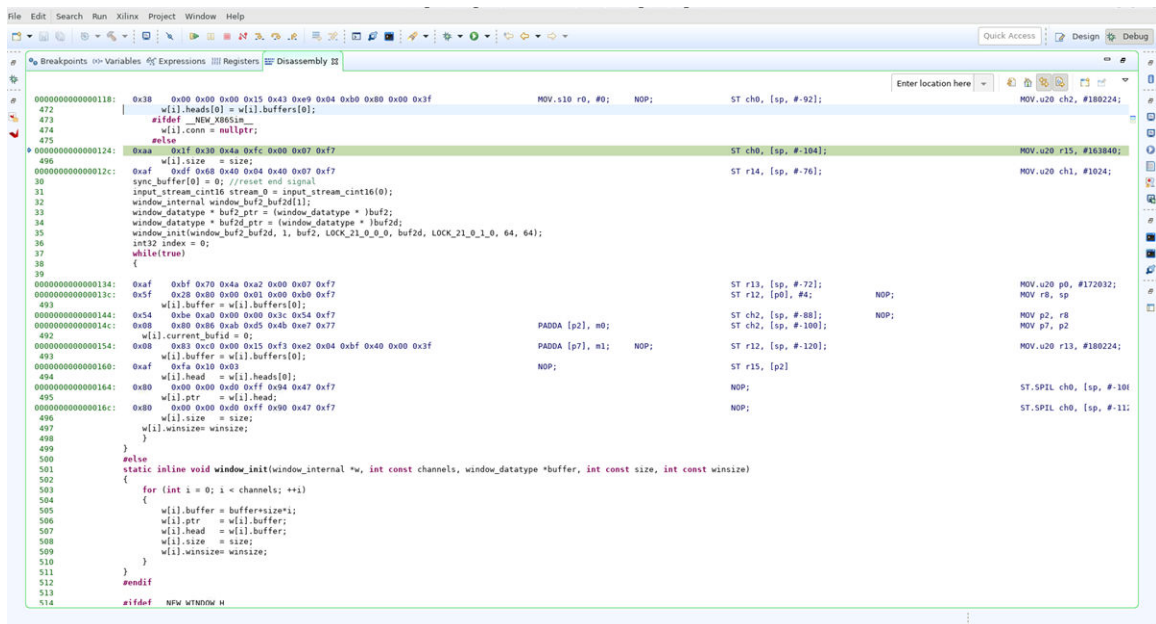 File Edit Search Run Xilinx Project Window Help
Quick Access Design Debug
Breakpoints (x)= Variables Expressions Registers Disassembly
Enter location here
0000000000000118: 0x38 0x00 0x00 0x00 0x15 0x43 0xe9 0x04 0xb0 0x80 0x00 0x3f MOV.s10 r0, #0; NOP; ST ch0, [sp, #-92]; MOV.u20 ch2, #180224;
472 w[i].heads[0] = w[i].buffers[0];
473 #ifdef __NEW_X86Sim__
474 w[i].conn = nullptr;
475 #else
0000000000000124: 0xaa 0x1f 0x30 0x4a 0xfc 0x00 0x07 0xf7 ST ch0, [sp, #-104]; MOV.u20 r15, #163840;
496 w[i].size = size;
000000000000012c: 0xaf 0xdf 0x68 0x40 0x04 0x40 0x07 0xf7 ST r14, [sp, #-76]; MOV.u20 ch1, #1024;
30 sync_buffer[0] = 0; //reset end signal
31 input_stream_cint16 stream_0 = input_stream_cint16(0);
32 window_internal window_buf2_buf2d[1];
33 window_datatype * buf2_ptr = (window_datatype * )buf2;
34 window_datatype * buf2d_ptr = (window_datatype * )buf2d;
35 window_init(window_buf2_buf2d, 1, buf2, LOCK_21_0_0_0, buf2d, LOCK_21_0_1_0, 64, 64);
36 int32 index = 0;
37 while(true)
38 {
39
0000000000000134: 0xaf 0xbf 0x70 0x4a 0xa2 0x00 0x07 0xf7 ST r13, [sp, #-72]; MOV.u20 p0, #172032;
000000000000013c: 0x5f 0x28 0x80 0x00 0x01 0x00 0xb0 0xf7 ST r12, [p0], #4; NOP; MOV r8, sp
493 w[i].buffer = w[i].buffers[0];
0000000000000144: 0x54 0xbe 0xa0 0x00 0x00 0x3c 0x54 0xf7 ST ch2, [sp, #-88]; NOP; MOV p2, r8
000000000000014c: 0x08 0x80 0x86 0xab 0xd5 0x4b 0xe7 0x77 PADDA [p2], m0; ST ch2, [sp, #-100]; MOV p7, p2
492 w[i].current_bufid = 0;
0000000000000154: 0x08 0x83 0xc0 0x00 0x15 0xf3 0xe2 0x04 0xbf 0x40 0x00 0x3f PADDA [p7], m1; NOP; ST r12, [sp, #-120]; MOV.u20 r13, #180224;
493 w[i].buffer = w[i].buffers[0];
0000000000000160: 0xaf 0xfa 0x10 0x03 NOP; ST r15, [p2]
494 w[i].head = w[i].heads[0];
0000000000000164: 0x80 0x00 0x00 0xd0 0xff 0x94 0x47 0xf7 NOP; ST.SPIL ch0, [sp, #-108
495 w[i].ptr = w[i].head;
000000000000016c: 0x80 0x00 0x00 0xd0 0xff 0x90 0x47 0xf7 NOP; ST.SPIL ch0, [sp, #-112
496 w[i].size = size;
497 w[i].winsize= winsize;
498 }
499 }
500 #else
501 static inline void window_init(window_internal *w, int const channels, window_datatype *buffer, int const size, int const winsize)
502 {
503 for (int i = 0; i < channels; ++i)
504 {
505 w[i].buffer = buffer+size*i;
506 w[i].ptr = w[i].buffer;
507 w[i].head = w[i].buffer;
508 w[i].size = size;
509 w[i].winsize= winsize;
510 }
511 }
512 #endif
513
514 #ifdef __NEW_WINDOW_H